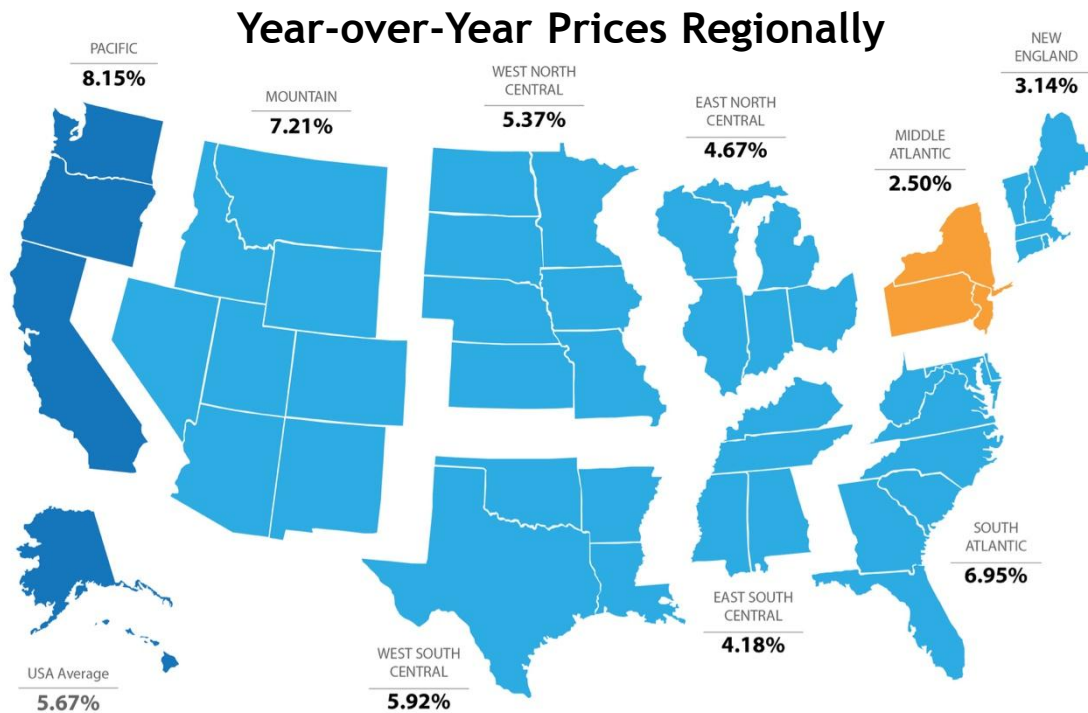 Year-over-Year Prices Regionally
PACIFIC
8.15%
MOUNTAIN
7.21%
WEST NORTH
CENTRAL
5.37%
EAST NORTH
CENTRAL
4.67%
MIDDLE
ATLANTIC
2.50%
NEW
ENGLAND
3.14%
USA Average
5.67%
WEST SOUTH
CENTRAL
5.92%
EAST SOUTH
CENTRAL
4.18%
SOUTH
ATLANTIC
6.95%